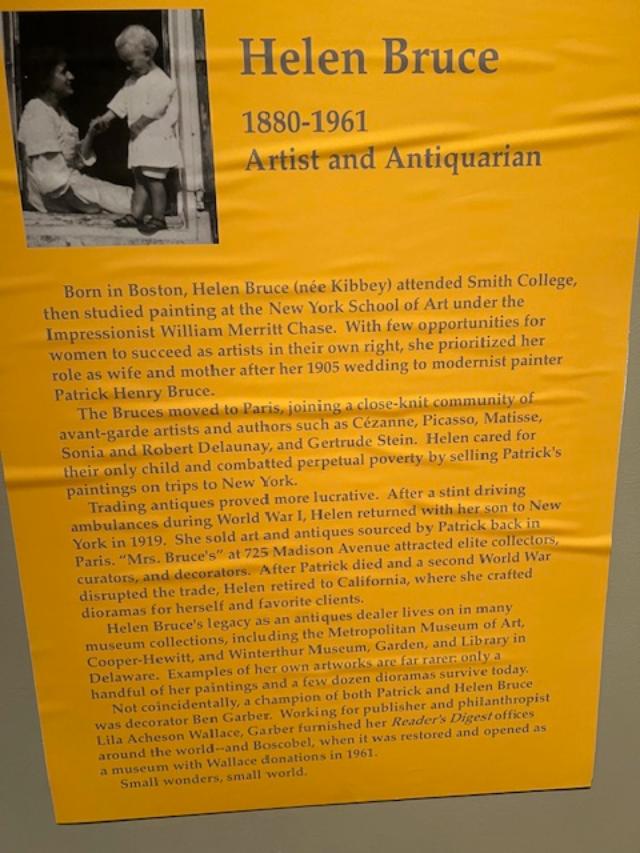 Helen Bruce
1880-1961
Artist and Antiquarian
Born in Boston, Helen Bruce (née Kibbey) attended Smith College,
then studied painting at the New York School of Art under the
Impressionist William Merritt Chase. With few opportunities for
women to succeed as artists in their own right, she prioritized her
role as wife and mother after her 1905 wedding to modernist painter
Patrick Henry Bruce.
The Bruces moved to Paris, joining a close-knit community of
avant-garde artists and authors such as Cézanne, Picasso, Matisse,
Sonia and Robert Delaunay, and Gertrude Stein. Helen cared for
their only child and combatted perpetual poverty by selling Patrick's
paintings on trips to New York.
Trading antiques proved more lucrative. After a stint driving
ambulances during World War I, Helen returned with her son to New
York in 1919. She sold art and antiques sourced by Patrick back in
Paris. "Mrs. Bruce's" at 725 Madison Avenue attracted elite collectors,
curators, and decorators. After Patrick died and a second World War
disrupted the trade, Helen retired to California, where she crafted
dioramas for herself and favorite clients.
Helen Bruce's legacy as an antiques dealer lives on in many
museum collections, including the Metropolitan Museum of Art,
Cooper-Hewitt, and Winterthur Museum, Garden, and Library in
Delaware. Examples of her own artworks are far rarer: only a
handful of her paintings and a few dozen dioramas survive today.
Not coincidentally, a champion of both Patrick and Helen Bruce
was decorator Ben Garber. Working for publisher and philanthropist
Lila Acheson Wallace, Garber furnished her Reader's Digest offices
around the world--and Boscobel, when it was restored and opened as
a museum with Wallace donations in 1961.
Small wonders, small world.